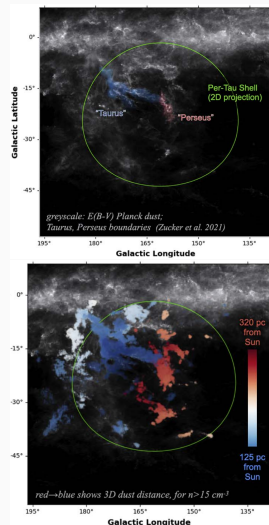 0°
-15°
-30°
-45°
Galactic Latitude
Per-Tau Shell
(2D projection)
"Taurus"
"Perseus"
greyscale: E(B-V) Planck dust;
Taurus, Perseus boundaries (Zucker et al. 2021)
195°
180°
165°
150°
135°
Galactic Longitude
0°
-15°
-30°
-45°
320 pc
from
Sun
125 pc
from
Sun
red→blue shows 3D dust distance, for n>15 cm⁻³
195°
180°
165°
150°
135°
Galactic Longitude